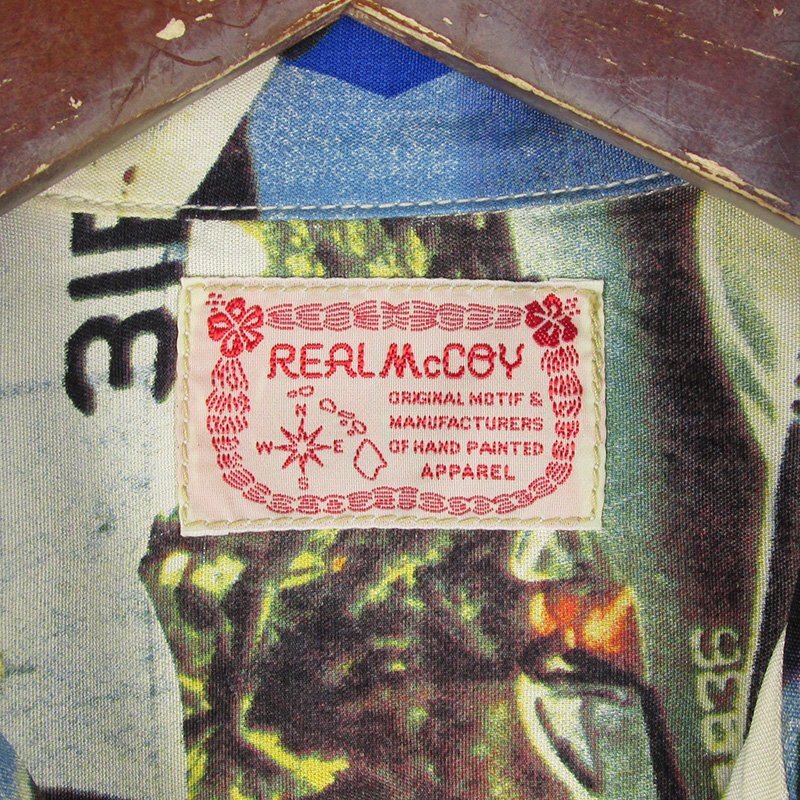 REAL McCOY
ORIGINAL MOTIF &
MANUFACTURERS
OF HAND PAINTED
APPAREL
N
W E
S
1936